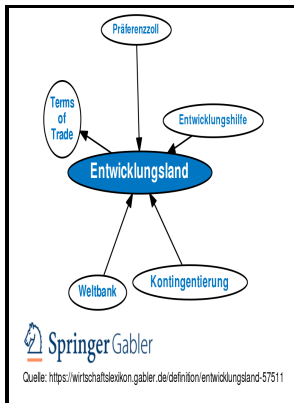 Präferenzzoll
Terms
of
Trade
Entwicklungshilfe
Entwicklungsland
Weltbank
Kontingentierung
Springer Gabler
Quelle: https://wirtschaftslexikon.gabler.de/definition/entwicklungsland-57511